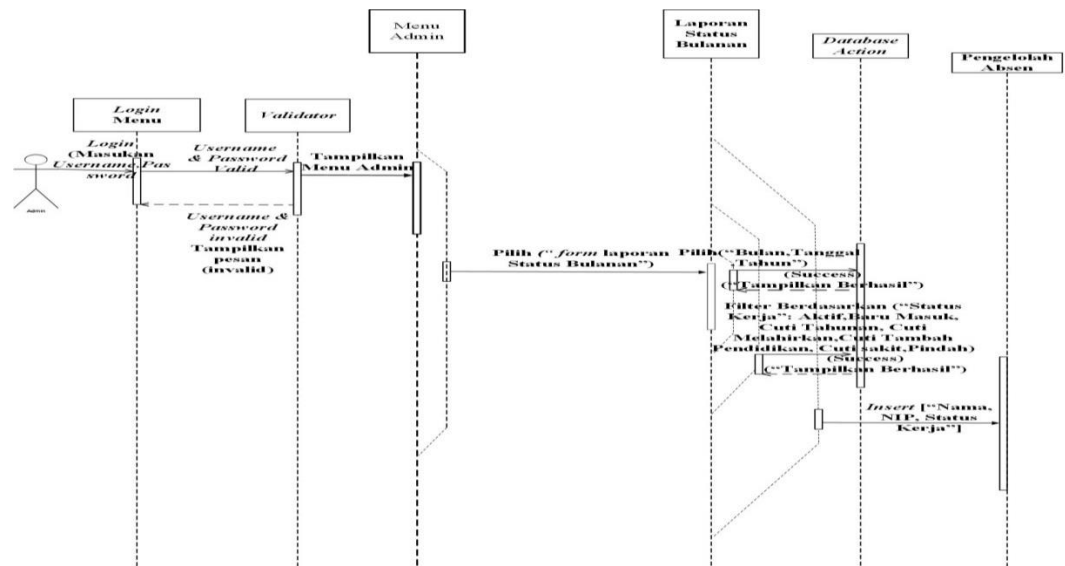 Menu
Admin
Laporan
Status
Bulanan
Database
Action
Pengelolah
Absen
Login
Menu
Validator
Login
(Masukan
Username,Pas
sword
Username
& Password
Valid
Tampilkan
Menu Admin
Username &
Password
invalid
Tampilkan
pesan
(invalid)
Pilih (" form laporan
Status Bulanan")
Pilih("Bulan,Tanggal
Tahun")
(Success)
("Tampilkan Berhasil")
Filter Berdasarkan ("Status
Kerja": Aktif,Baru Masuk,
Cuti Tahunan, Cuti
Melahirkan,Cuti Tambah
Pendidikan, Cuti sakit,Pindah)
(Success)
("Tampilkan Berhasil")
Insert ["Nama,
NIP, Status
Kerja"]